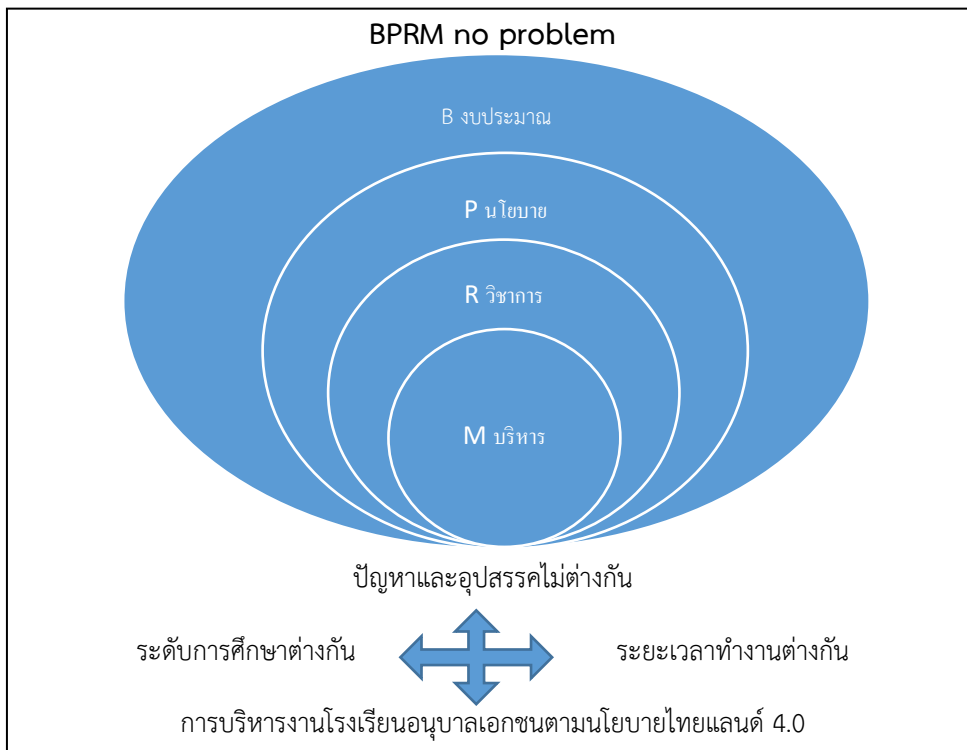 BPRM no problem
B งบประมาณ
P นโยบาย
R วิชาการ
M บริหาร
ปัญหาและอุปสรรคไม่ต่างกัน
ระดับการศึกษาต่างกัน
ระยะเวลาทำงานต่างกัน
การบริหารงานโรงเรียนอนุบาลเอกชนตามนโยบายไทยแลนด์ 4.0